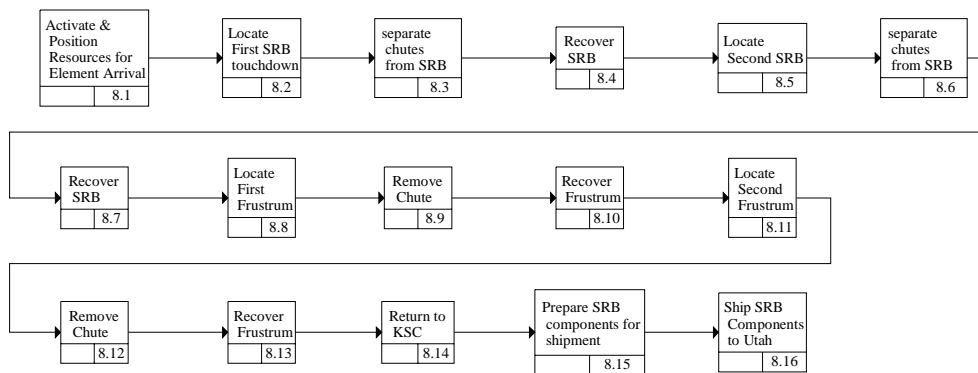 Activate &
Position
Resources for
Element Arrival
8.1
Locate
First SRB
touchdown
8.2
separate
chutes
from SRB
8.3
Recover
SRB
8.4
Locate
Second SRB
8.5
separate
chutes
from SRB
8.6
Recover
SRB
8.7
Locate
First
Frustrum
8.8
Remove
Chute
8.9
Recover
Frustrum
8.10
Locate
Second
Frustrum
8.11
Remove
Chute
8.12
Recover
Frustrum
8.13
Return to
KSC
8.14
Prepare SRB
components for
shipment
8.15
Ship SRB
Components
to Utah
8.16